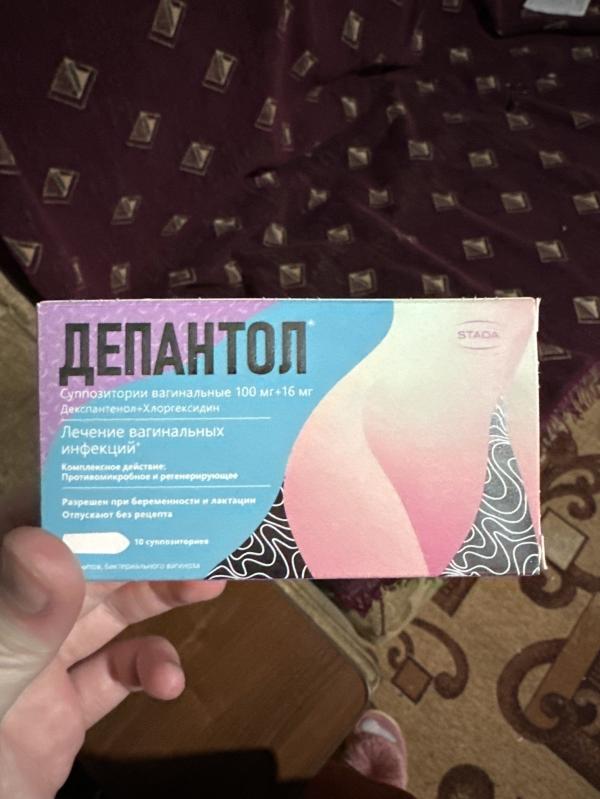 ДЕПАНТОЛ®
STADA
Суппозитории вагинальные 100 мг+16 мг
Декспантенол+Хлоргексидин
Лечение вагинальных
инфекций*
Комплексное действие:
Противомикробное и регенерирующее
Разрешен при беременности и лактации
Отпускают без рецепта
10 суппозиториев
бактериального вагиноза